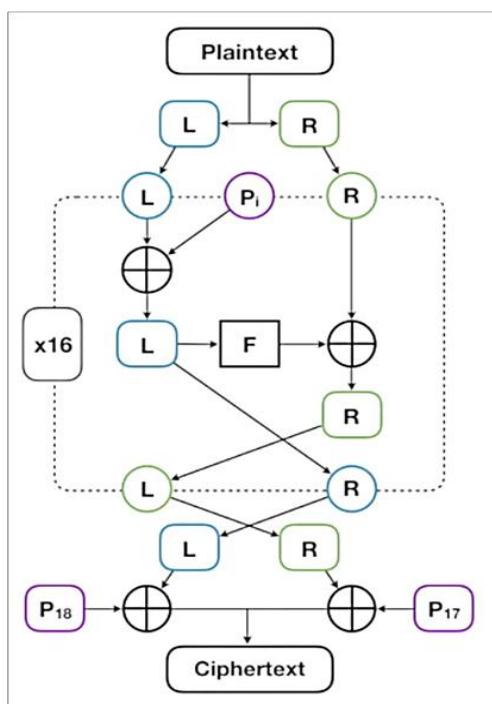 Plaintext
L R
L Pᵢ R
x16 L F
R
L R
L R
P₁₈ P₁₇
Ciphertext